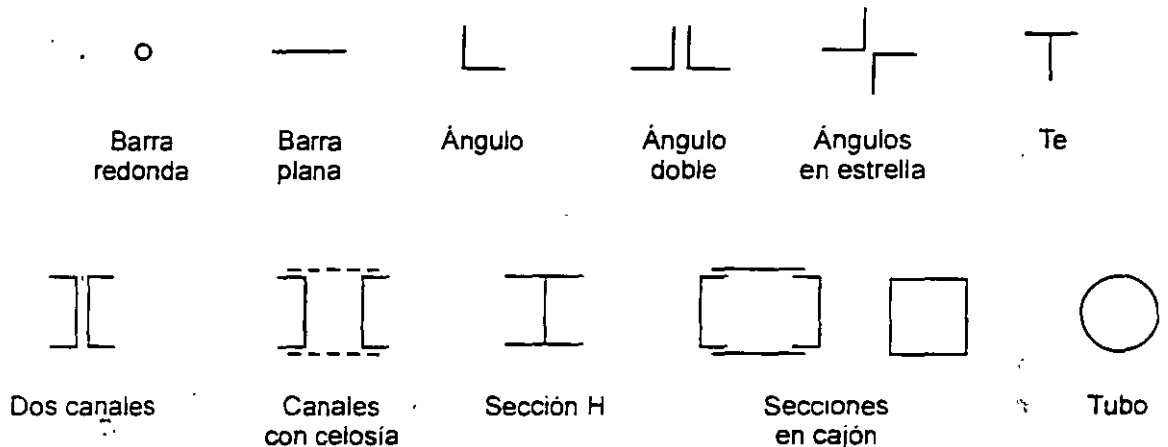 Barra redonda
Barra plana
Ángulo
Ángulo doble
Ángulos en estrella
Te
Dos canales
Canales con celosía
Sección H
Secciones en cajón
Tubo